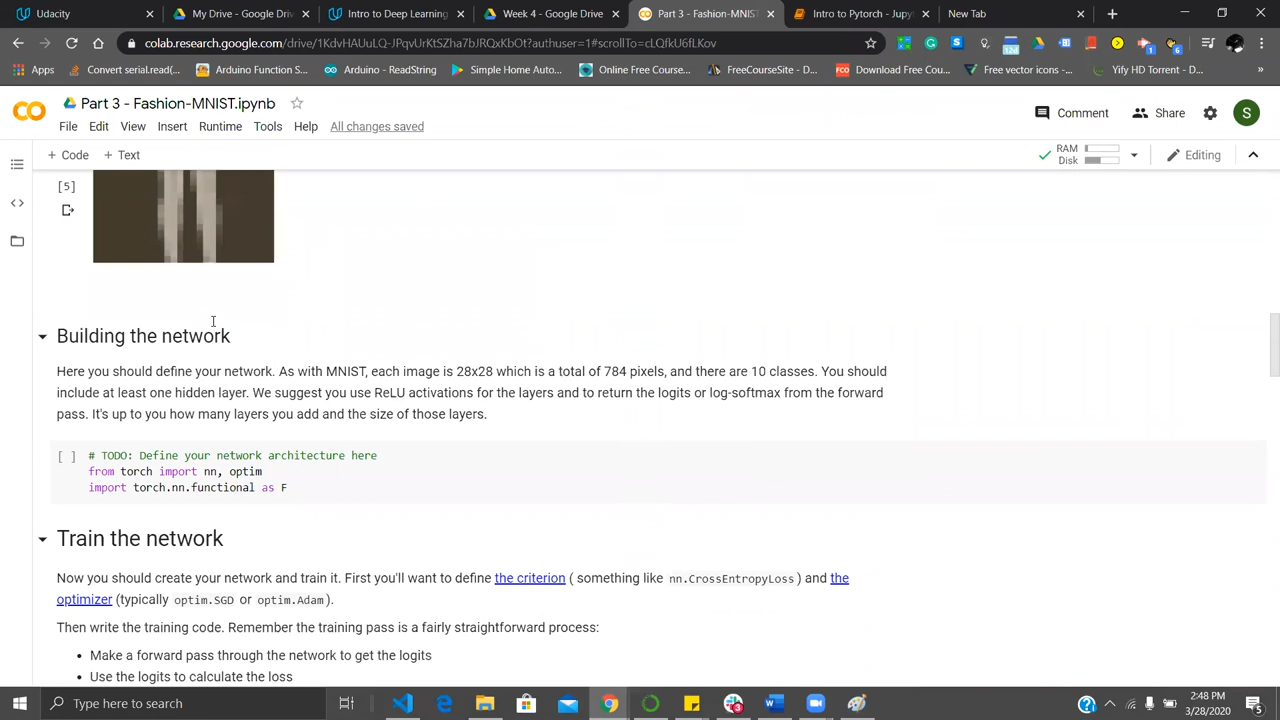 Udacity
My Drive - Google Drive
Intro to Deep Learning
Week 4 - Google Drive
Part 3 - Fashion-MNIST
Intro to Pytorch - Jupy
New Tab
colab.research.google.com/drive/1KdvHAUuLQ-JPqvUrKtSZha7bJRQxKbOt?authuser=1#scrollTo=cLQfkU6fLKov
Apps
Convert serial.read(...
Arduino Function S...
Arduino - ReadString
Simple Home Auto...
Online Free Course...
FreeCourseSite - D...
Download Free Cou...
Free vector icons -...
Yify HD Torrent - D...
Part 3 - Fashion-MNIST.ipynb
Comment
Share
S
File Edit View Insert Runtime Tools Help All changes saved
+ Code + Text
RAM
Disk
Editing
[5]
Building the network
Here you should define your network. As with MNIST, each image is 28x28 which is a total of 784 pixels, and there are 10 classes. You should
include at least one hidden layer. We suggest you use ReLU activations for the layers and to return the logits or log-softmax from the forward
pass. It's up to you how many layers you add and the size of those layers.
[ ] # TODO: Define your network architecture here
from torch import nn, optim
import torch.nn.functional as F
Train the network
Now you should create your network and train it. First you'll want to define the criterion ( something like nn.CrossEntropyLoss) and the
optimizer (typically optim.SGD or optim.Adam).
Then write the training code. Remember the training pass is a fairly straightforward process:
• Make a forward pass through the network to get the logits
• Use the logits to calculate the loss
Type here to search
2:48 PM
3/28/2020